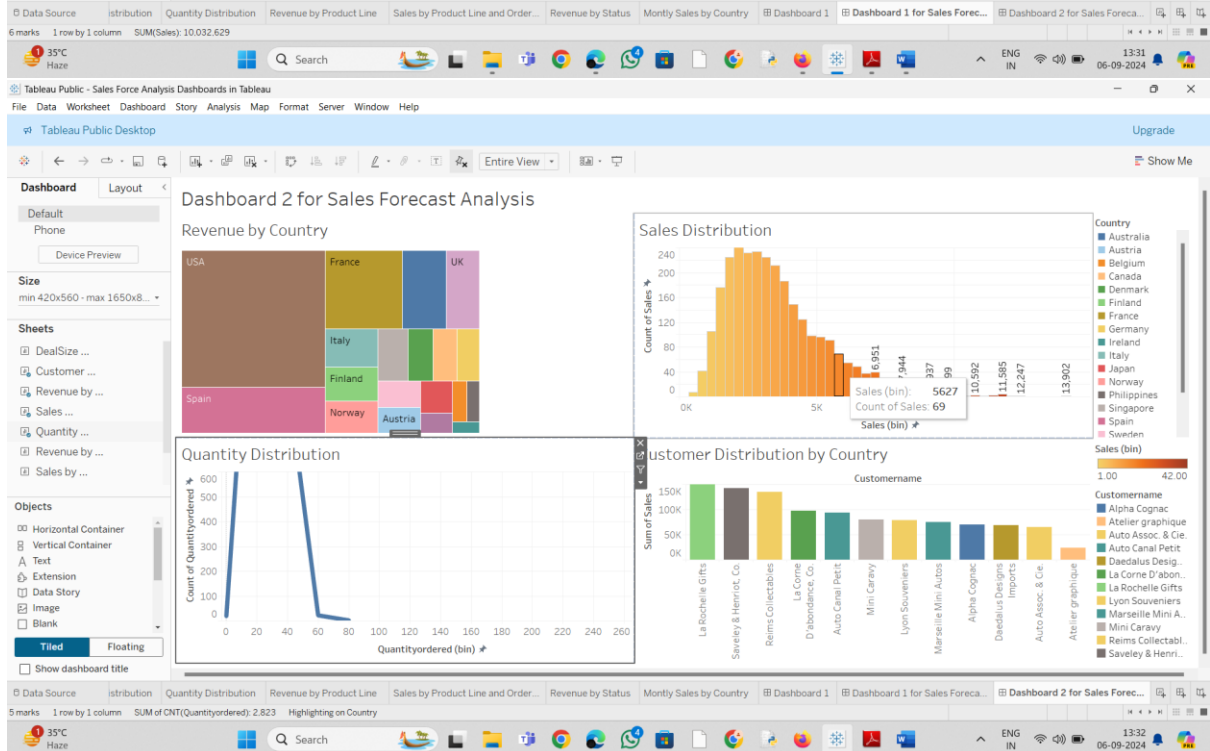 Data Source istribution Quantity Distribution Revenue by Product Line Sales by Product Line and Order... Revenue by Status Montly Sales by Country Dashboard 1 Dashboard 1 for Sales Forec... Dashboard 2 for Sales Foreca...
6 marks 1 row by 1 column SUM(Sales): 10,032.629
1 35°C Haze Search 4 PRE ENG IN 13:31 06-09-2024
Tableau Public - Sales Force Analysis Dashboards in Tableau
File Data Worksheet Dashboard Story Analysis Map Format Server Window Help
Tableau Public Desktop Upgrade
Entire View Show Me
Dashboard Layout
Default
Phone
Device Preview
Size
min 420x560 - max 1650x8...
Sheets
DealSize ...
Customer ...
Revenue by ...
Sales ...
Quantity ...
Revenue by ...
Sales by ...
Objects
Horizontal Container
Vertical Container
Text
Extension
Data Story
Image
Blank
Tiled Floating
Show dashboard title
Dashboard 2 for Sales Forecast Analysis
Revenue by Country
USA
France
UK
Italy
Finland
Spain
Norway
Austria
Sales Distribution
Count of Sales
240
200
160
120
80
40
0
0K 5K
6,951
7,944
937
99
10,592
11,585
12,247
13,902
Sales (bin): 5627
Count of Sales: 69
Sales (bin)
Country
Australia
Austria
Belgium
Canada
Denmark
Finland
France
Germany
Ireland
Italy
Japan
Norway
Philippines
Singapore
Spain
Sweden
Sales (bin)
1.00 42.00
Customername
Alpha Cognac
Atelier graphique
Auto Assoc. & Cie.
Auto Canal Petit
Daedalus Desig..
La Corne D'abon..
La Rochelle Gifts
Lyon Souveniers
Marseille Mini A..
Mini Caravy
Reims Collectabl..
Saveley & Henri..
Quantity Distribution
Count of Quantityordered
600
500
400
300
200
100
0
0 20 40 60 80 100 120 140 160 180 200 220 240 260
Quantityordered (bin)
ustomer Distribution by Country
Customername
Sum of Sales
150K
100K
50K
0K
La Rochelle Gifts
Saveley & Henriot, Co.
Reims Collectables
La Corne
D'abondance, Co.
Auto Canal Petit
Mini Caravy
Lyon Souveniers
Marseille Mini Autos
Alpha Cognac
Daedalus Designs
Imports
Auto Assoc. & Cie.
Atelier graphique
Data Source istribution Quantity Distribution Revenue by Product Line Sales by Product Line and Order... Revenue by Status Montly Sales by Country Dashboard 1 Dashboard 1 for Sales Foreca... Dashboard 2 for Sales Forec...
5 marks 1 row by 1 column SUM of CNT(Quantityordered): 2.823 Highlighting on Country
1 35°C Haze Search 4 PRE ENG IN 13:32 06-09-2024